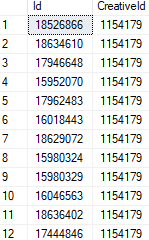 Id CreativeId
1 18526866 1154179
2 18634610 1154179
3 17946648 1154179
4 15952070 1154179
5 17962483 1154179
6 16018443 1154179
7 18629072 1154179
8 15980324 1154179
9 15980329 1154179
10 16046563 1154179
11 18636402 1154179
12 17444846 1154179